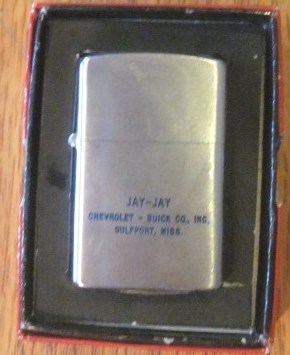 JAY-JAY
CHEVROLET - BUICK CO., INC.
GULFPORT, MISS.